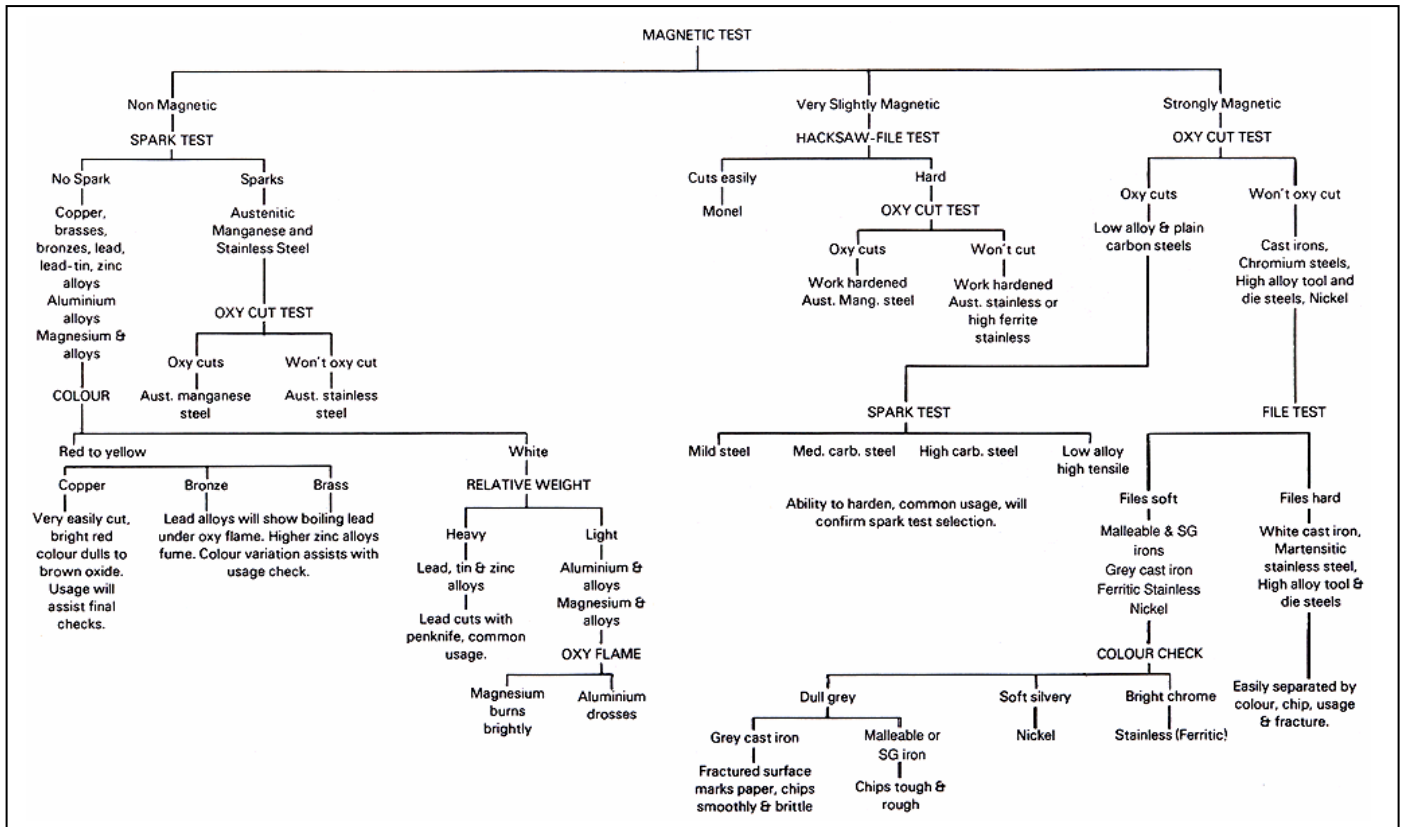 MAGNETIC TEST
Non Magnetic
Very Slightly Magnetic
Strongly Magnetic
SPARK TEST
HACKSAW-FILE TEST
OXY CUT TEST
No Spark
Sparks
Cuts easily
Hard
Oxy cuts
Won't oxy cut
Copper,
brasses,
bronzes, lead,
lead-tin, zinc
alloys
Aluminium
alloys
Magnesium &
alloys
Austenitic
Manganese and
Stainless Steel
OXY CUT TEST
Oxy cuts
Won't oxy cut
Aust. manganese
steel
Aust. stainless
steel
Monel
OXY CUT TEST
Oxy cuts
Won't cut
Work hardened
Aust. Mang. steel
Work hardened
Aust. stainless or
high ferrite
stainless
Low alloy & plain
carbon steels
Cast irons,
Chromium steels,
High alloy tool and
die steels, Nickel
COLOUR
Red to yellow
White
Copper
Bronze
Brass
Very easily cut,
bright red
colour dulls to
brown oxide.
Usage will
assist final
checks.
Lead alloys will show boiling lead
under oxy flame. Higher zinc alloys
fume. Colour variation assists with
usage check.
RELATIVE WEIGHT
Heavy
Light
Lead, tin & zinc
alloys
Lead cuts with
penknife, common
usage.
Aluminium &
alloys
Magnesium &
alloys
OXY FLAME
Magnesium
burns
brightly
Aluminium
drosses
SPARK TEST
Mild steel
Med. carb. steel
High carb. steel
Low alloy
high tensile
Ability to harden, common usage, will
confirm spark test selection.
FILE TEST
Files soft
Files hard
Malleable & SG
irons
Grey cast iron
Ferritic Stainless
Nickel
White cast iron,
Martensitic
stainless steel,
High alloy tool &
die steels
COLOUR CHECK
Dull grey
Soft silvery
Bright chrome
Easily separated by
colour, chip, usage
& fracture.
Grey cast iron
Malleable or
SG iron
Nickel
Stainless (Ferritic)
Fractured surface
marks paper, chips
smoothly & brittle
Chips tough &
rough